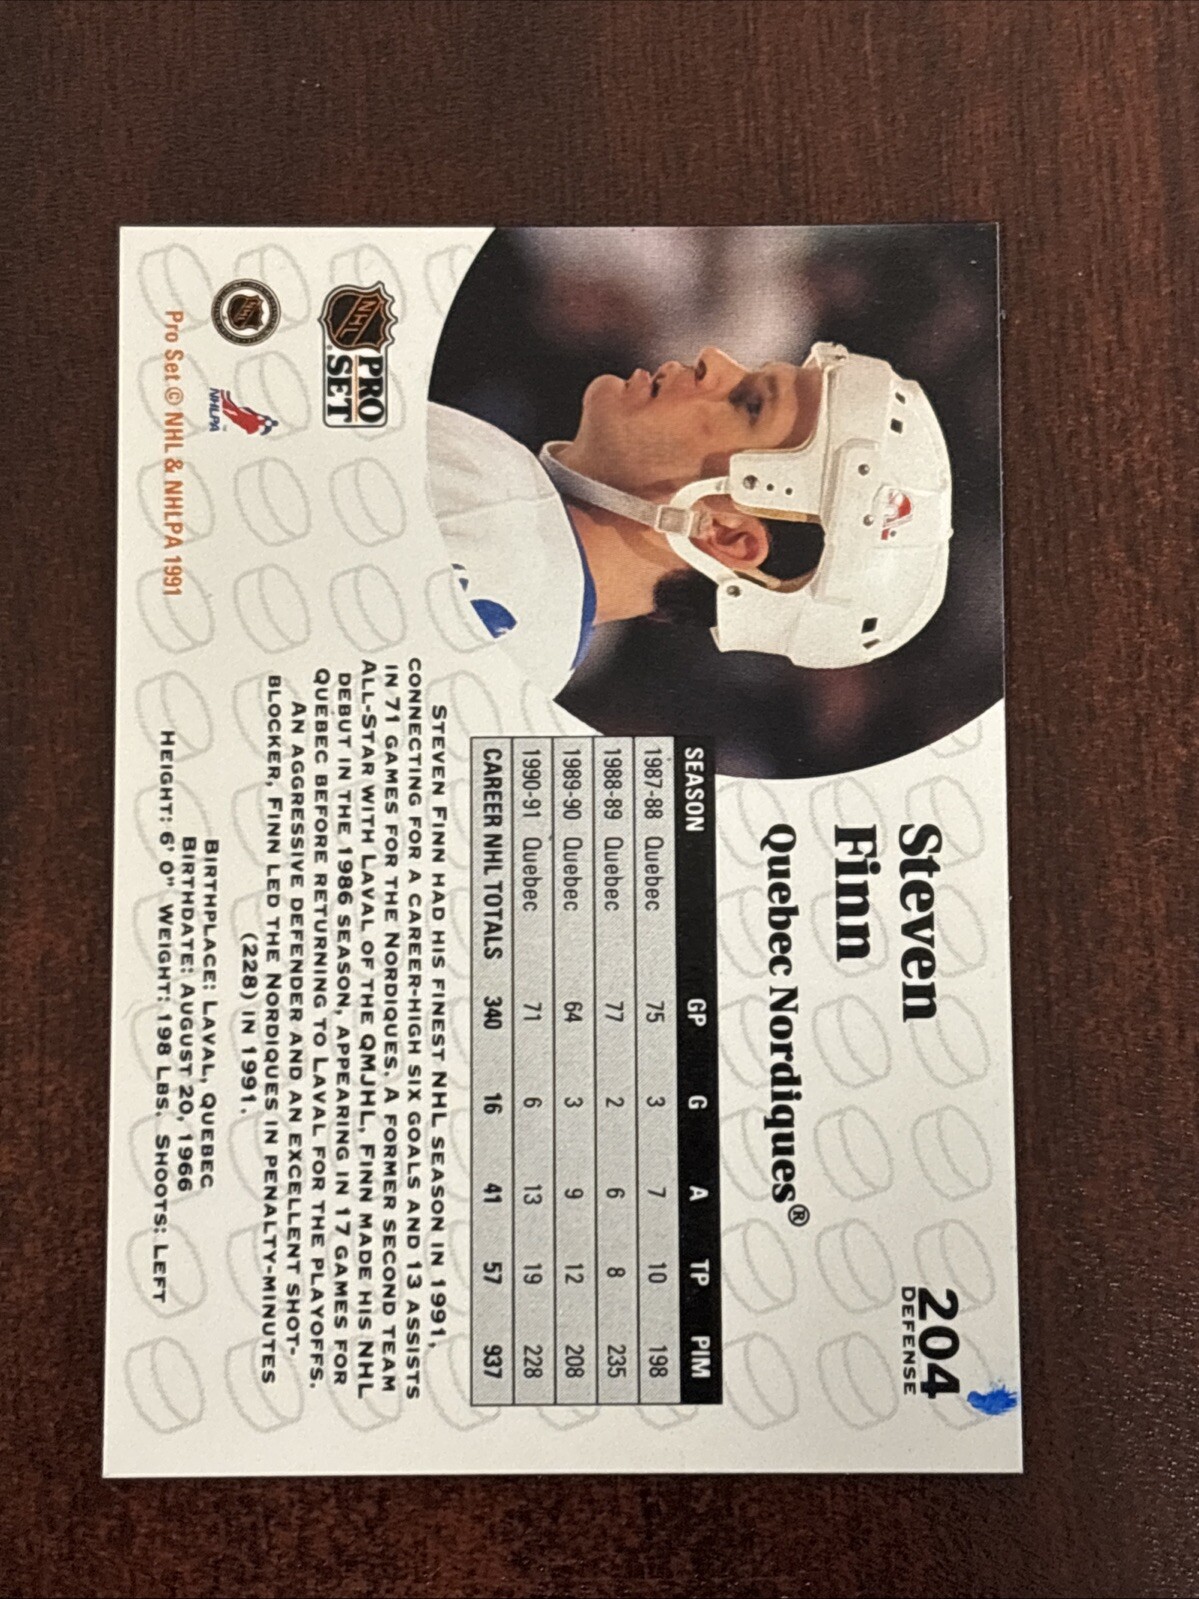 Steven
Finn
Quebec Nordiques®
204
DEFENSE
SEASON GP G A TP PIM
1987-88 Quebec 75 3 7 10 198
1988-89 Quebec 77 2 6 8 235
1989-90 Quebec 64 3 9 12 208
1990-91 Quebec 71 6 13 19 228
CAREER NHL TOTALS 340 16 41 57 937
STEVEN FINN HAD HIS FINEST NHL SEASON IN 1991,
CONNECTING FOR A CAREER-HIGH SIX GOALS AND 13 ASSISTS
IN 71 GAMES FOR THE NORDIQUES. A FORMER SECOND TEAM
ALL-STAR WITH LAVAL OF THE QMJHL, FINN MADE HIS NHL
DEBUT IN THE 1986 SEASON, APPEARING IN 17 GAMES FOR
QUEBEC BEFORE RETURNING TO LAVAL FOR THE PLAYOFFS.
AN AGGRESSIVE DEFENDER AND AN EXCELLENT SHOT-
BLOCKER, FINN LED THE NORDIQUES IN PENALTY-MINUTES
(228) IN 1991.
BIRTHPLACE: LAVAL, QUEBEC
BIRTHDATE: AUGUST 20, 1966
HEIGHT: 6' 0" WEIGHT: 198 LBS. SHOOTS: LEFT
NHL
PRO
SET
NHLPA™
Pro Set © NHL & NHLPA 1991